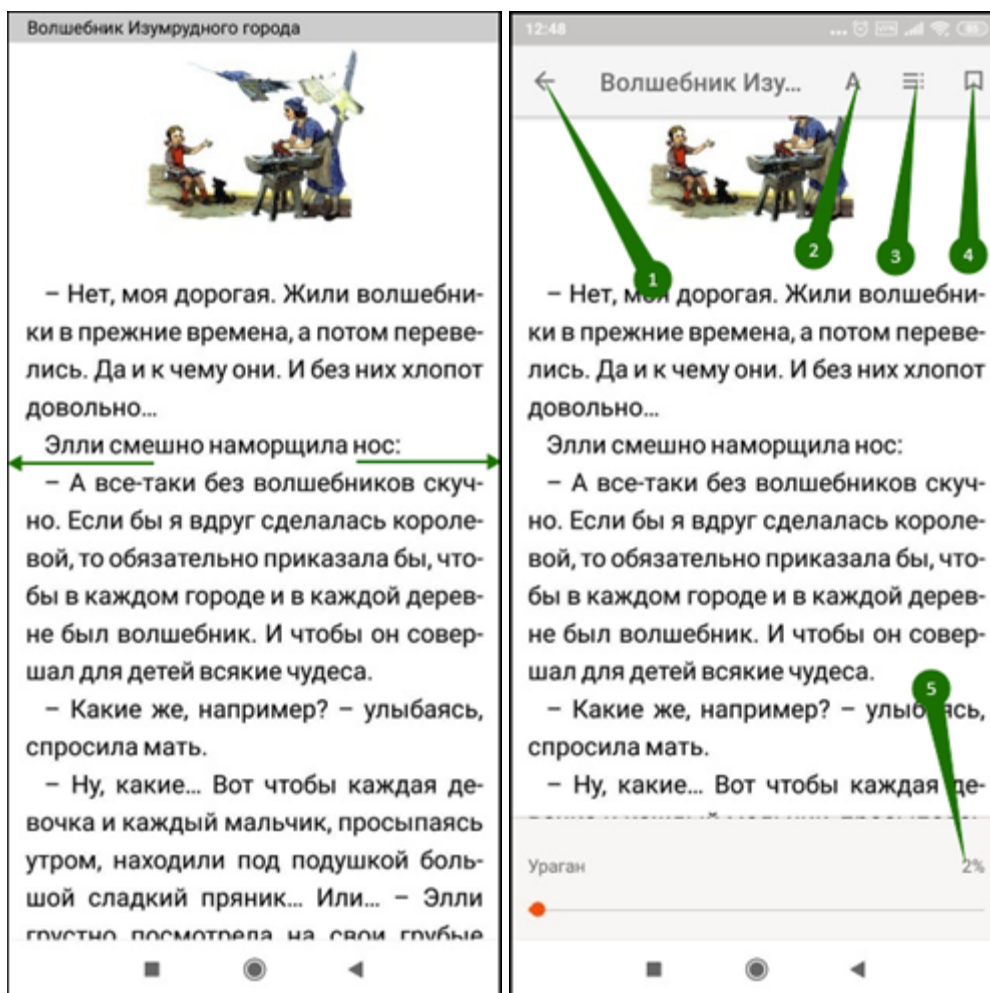 Волшебник Изумрудного города
– Нет, моя дорогая. Жили волшебни-
ки в прежние времена, а потом переве-
лись. Да и к чему они. И без них хлопот
довольно...
Элли смешно наморщила нос:
– А все-таки без волшебников скуч-
но. Если бы я вдруг сделалась короле-
вой, то обязательно приказала бы, что-
бы в каждом городе и в каждой дерев-
не был волшебник. И чтобы он совер-
шал для детей всякие чудеса.
– Какие же, например? – улыбаясь,
спросила мать.
– Ну, какие... Вот чтобы каждая де-
вочка и каждый мальчик, просыпаясь
утром, находили под подушкой боль-
шой сладкий пряник... Или... – Элли
грустно посмотрела на свои грубые
12:48
Волшебник Изу... A
1
2
3
4
– Нет, моя дорогая. Жили волшебни-
ки в прежние времена, а потом переве-
лись. Да и к чему они. И без них хлопот
довольно...
Элли смешно наморщила нос:
– А все-таки без волшебников скуч-
но. Если бы я вдруг сделалась короле-
вой, то обязательно приказала бы, что-
бы в каждом городе и в каждой дерев-
не был волшебник. И чтобы он совер-
шал для детей всякие чудеса.
5
– Какие же, например? – улыбаясь,
спросила мать.
– Ну, какие... Вот чтобы каждая де-
Ураган 2%